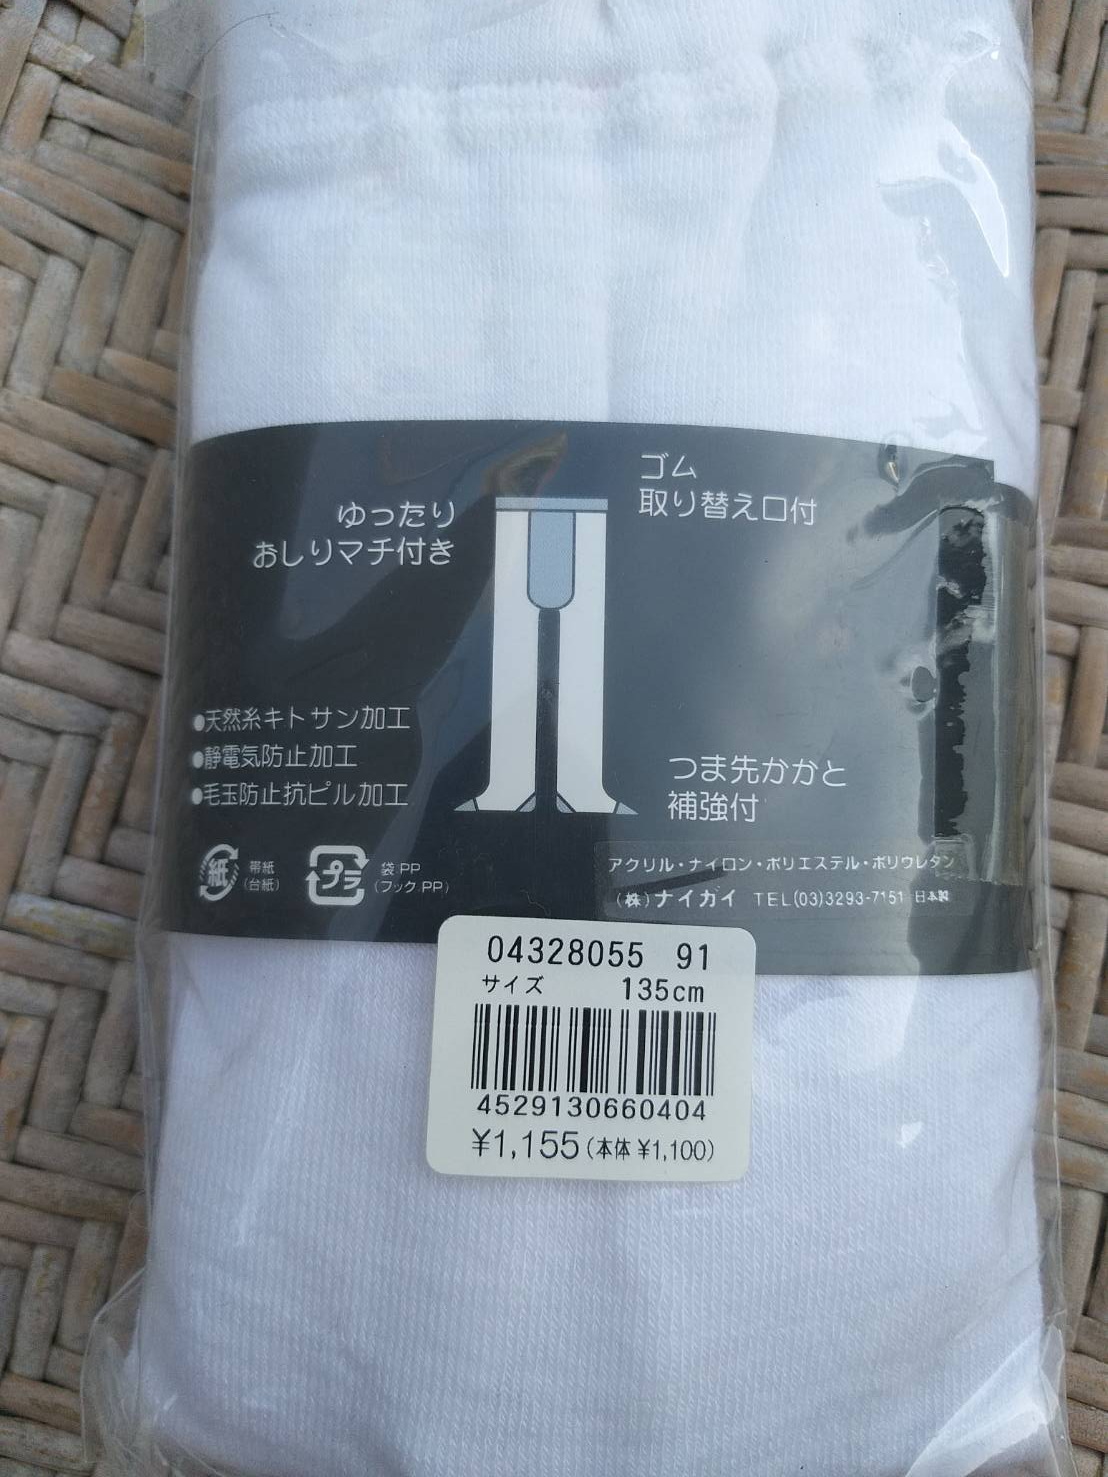 ゴム
取り替え口付
ゆったり
おしりマチ付き
●天然糸キトサン加工
●静電気防止加工
●毛玉防止抗ピル加工
つま先かかと
補強付
紙
帯紙
(台紙)
プラ
袋 PP
(フック PP)
アクリル・ナイロン・ポリエステル・ポリウレタン
(株)ナイガイ TEL(03)3293-7151 日本製
04328055 91
サイズ 135cm
4529130660404
¥1,155(本体 ¥1,100)